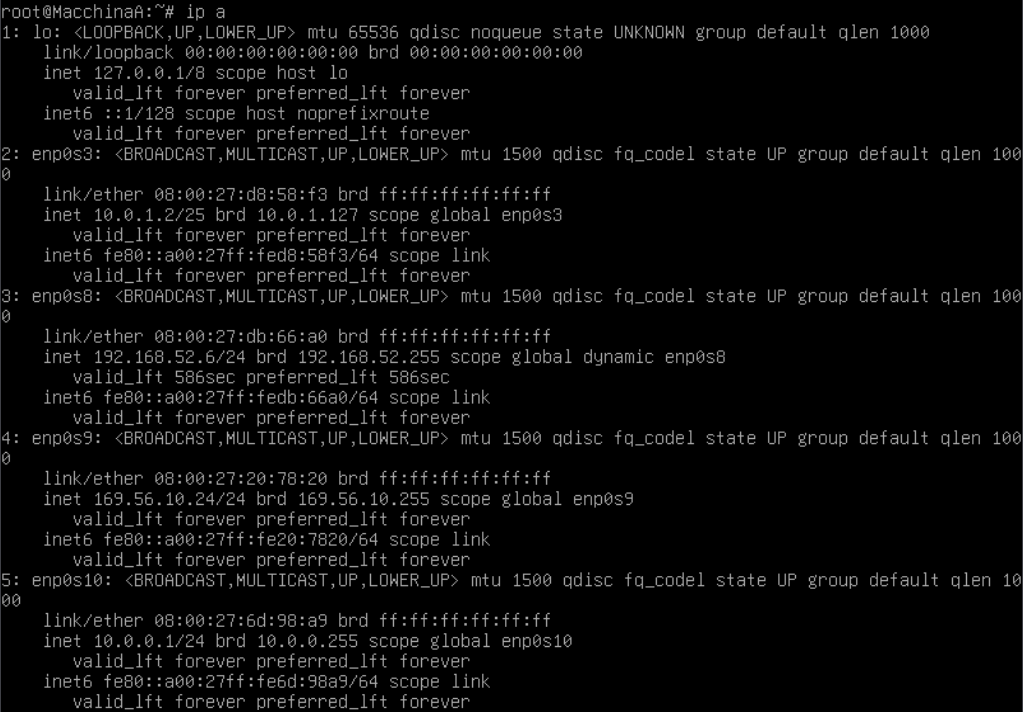 root@MacchinaA:~# ip a
1: lo: <LOOPBACK,UP,LOWER_UP> mtu 65536 qdisc noqueue state UNKNOWN group default qlen 1000
    link/loopback 00:00:00:00:00:00 brd 00:00:00:00:00:00
    inet 127.0.0.1/8 scope host lo
       valid_lft forever preferred_lft forever
    inet6 ::1/128 scope host noprefixroute
       valid_lft forever preferred_lft forever
2: enp0s3: <BROADCAST,MULTICAST,UP,LOWER_UP> mtu 1500 qdisc fq_codel state UP group default qlen 100
0
    link/ether 08:00:27:d8:58:f3 brd ff:ff:ff:ff:ff:ff
    inet 10.0.1.2/25 brd 10.0.1.127 scope global enp0s3
       valid_lft forever preferred_lft forever
    inet6 fe80::a00:27ff:fed8:58f3/64 scope link
       valid_lft forever preferred_lft forever
3: enp0s8: <BROADCAST,MULTICAST,UP,LOWER_UP> mtu 1500 qdisc fq_codel state UP group default qlen 100
0
    link/ether 08:00:27:db:66:a0 brd ff:ff:ff:ff:ff:ff
    inet 192.168.52.6/24 brd 192.168.52.255 scope global dynamic enp0s8
       valid_lft 586sec preferred_lft 586sec
    inet6 fe80::a00:27ff:fedb:66a0/64 scope link
       valid_lft forever preferred_lft forever
4: enp0s9: <BROADCAST,MULTICAST,UP,LOWER_UP> mtu 1500 qdisc fq_codel state UP group default qlen 100
0
    link/ether 08:00:27:20:78:20 brd ff:ff:ff:ff:ff:ff
    inet 169.56.10.24/24 brd 169.56.10.255 scope global enp0s9
       valid_lft forever preferred_lft forever
    inet6 fe80::a00:27ff:fe20:7820/64 scope link
       valid_lft forever preferred_lft forever
5: enp0s10: <BROADCAST,MULTICAST,UP,LOWER_UP> mtu 1500 qdisc fq_codel state UP group default qlen 10
00
    link/ether 08:00:27:6d:98:a9 brd ff:ff:ff:ff:ff:ff
    inet 10.0.0.1/24 brd 10.0.0.255 scope global enp0s10
       valid_lft forever preferred_lft forever
    inet6 fe80::a00:27ff:fe6d:98a9/64 scope link
       valid_lft forever preferred_lft forever